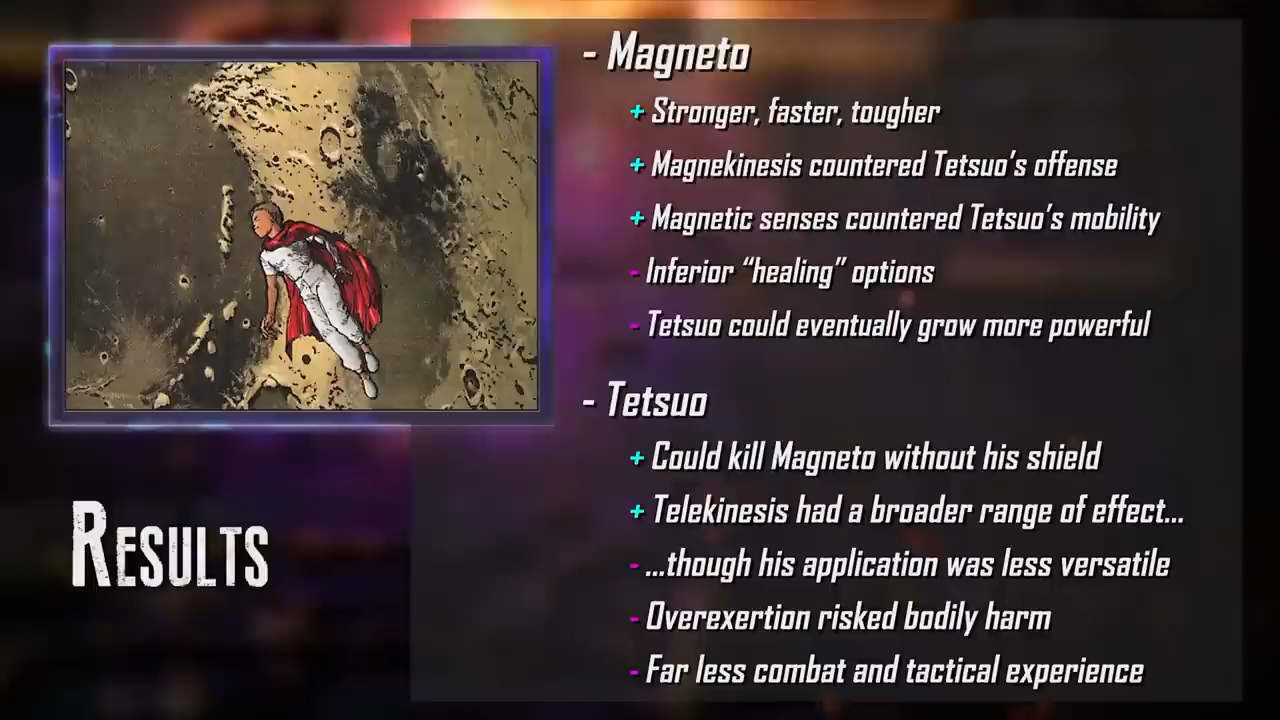 - Magneto
+ Stronger, faster, tougher
+ Magnekinesis countered Tetsuo's offense
+ Magnetic senses countered Tetsuo's mobility
- Inferior “healing” options
- Tetsuo could eventually grow more powerful
- Tetsuo
+ Could kill Magneto without his shield
+ Telekinesis had a broader range of effect...
- ...though his application was less versatile
- Overexertion risked bodily harm
- Far less combat and tactical experience
RESULTS